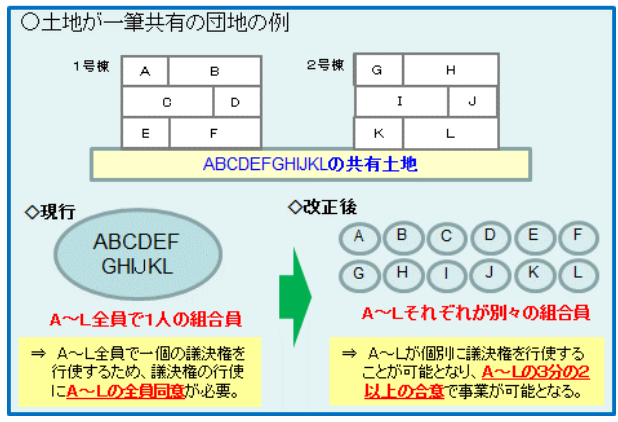 ○土地が一筆共有の団地の例
1号棟
2号棟
A B
G H
C D
I J
E F
K L
ABCDEFGHIJKLの共有土地
◇現行
◇改正後
ABCDEF
GHIJKL
A B C D E F
G H I J K L
A～L全員で1人の組合員
A～Lそれぞれが別々の組合員
⇒ A～L全員で一個の議決権を
行使するため、議決権の行使
にA～Lの全員同意が必要。
⇒ A～Lが個別に議決権を行使する
ことが可能となり、A～Lの3分の2
以上の合意で事業が可能となる。